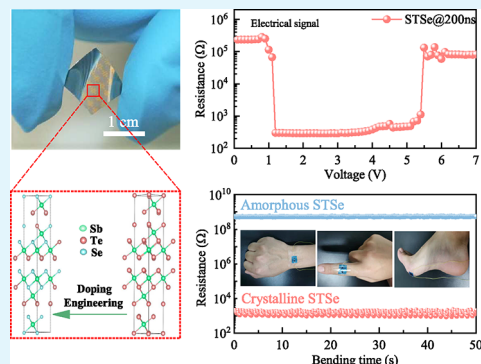 1 cm
Sb
Te
Se
Doping
Engineering
Electrical signal
STSe@200ns
Resistance (Ω)
10⁶
10⁵
10⁴
10³
10²
0 1 2 3 4 5 6 7
Voltage (V)
Resistance (Ω)
10¹⁰
10⁸
10⁶
10⁴
10²
Amorphous STSe
Crystalline STSe
0 10 20 30 40 50
Bending time (s)